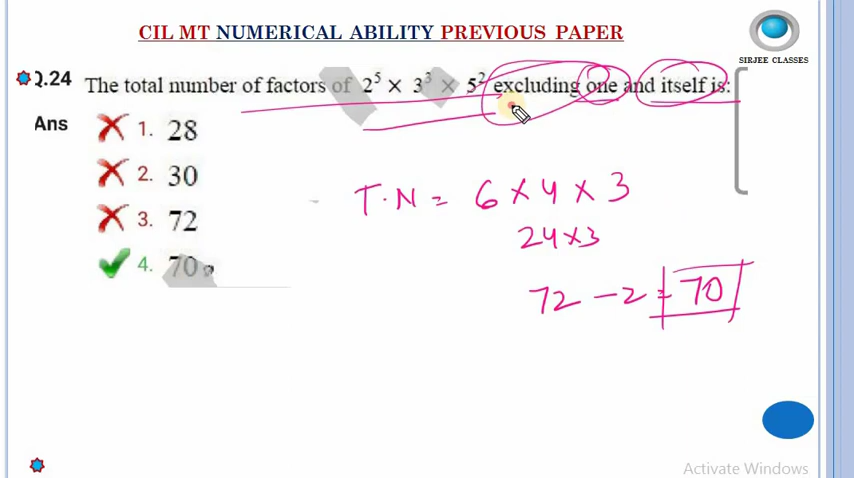 CIL MT NUMERICAL ABILITY PREVIOUS PAPER
SIRJEE CLASSES
Q.24 The total number of factors of 2⁵ × 3³ × 5² excluding one and itself is:
Ans
1. 28
2. 30
3. 72
4. 70
T.N = 6 × 4 × 3
24 × 3
72 - 2 = 70
Activate Windows